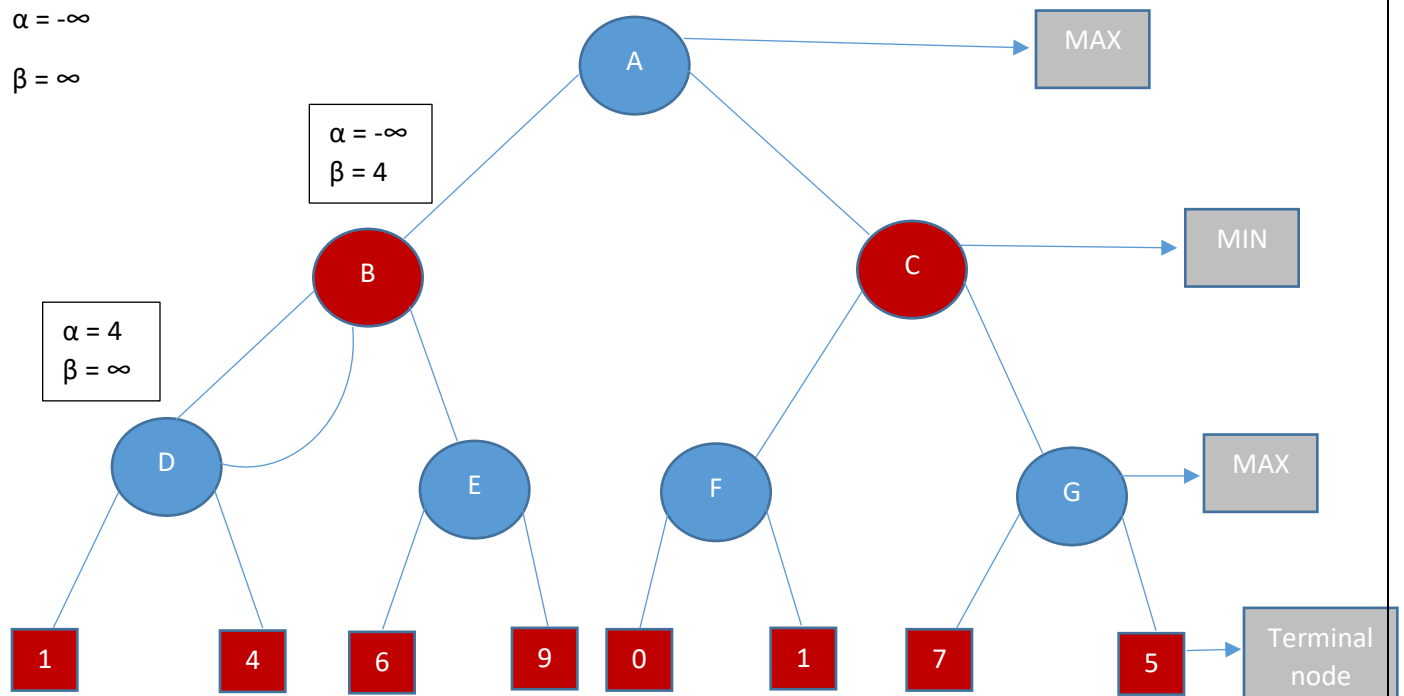 α = -∞
β = ∞
A
MAX
α = -∞
β = 4
B
C
MIN
α = 4
β = ∞
D
E
F
G
MAX
1
4
6
9
0
1
7
5
Terminal
node